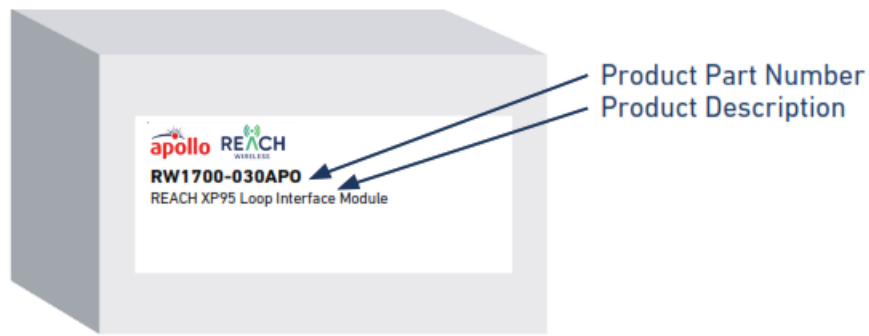 Product Part Number
Product Description
apollo REACH
WIRELESS
RW1700-030APO
REACH XP95 Loop Interface Module